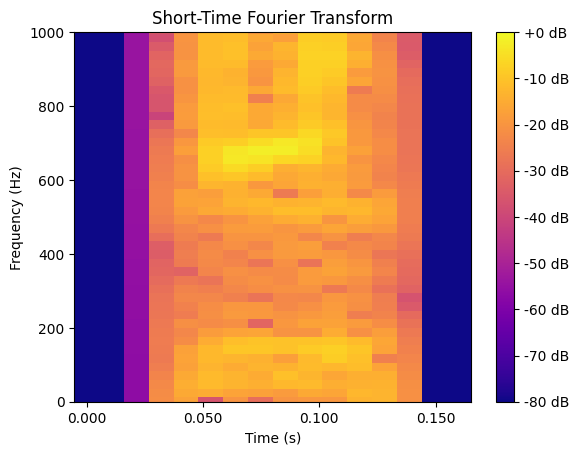 Short-Time Fourier Transform
1000
800
600
400
200
0
Frequency (Hz)
0.000
0.050
0.100
0.150
Time (s)
+0 dB
-10 dB
-20 dB
-30 dB
-40 dB
-50 dB
-60 dB
-70 dB
-80 dB